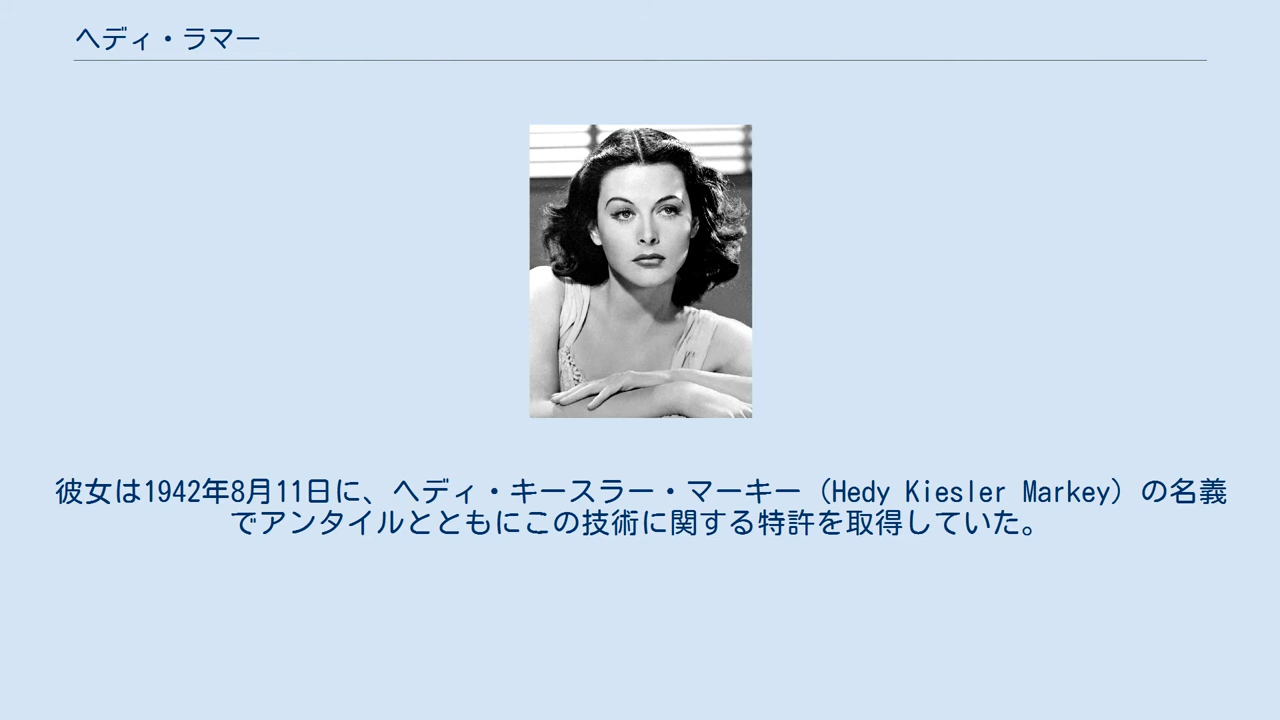 ヘディ・ラマー
彼女は1942年8月11日に、ヘディ・キースラー・マーキー（Hedy Kiesler Markey）の名義
でアンタイルとともにこの技術に関する特許を取得していた。